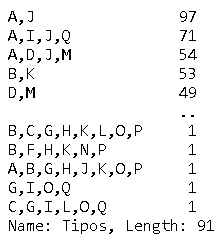 A,J 97
A,I,J,Q 71
A,D,J,M 54
B,K 53
D,M 49
..
B,C,G,H,K,L,O,P 1
B,F,H,K,N,P 1
A,B,G,H,J,K,O,P 1
G,I,O,Q 1
C,G,I,L,O,Q 1
Name: Tipos, Length: 91